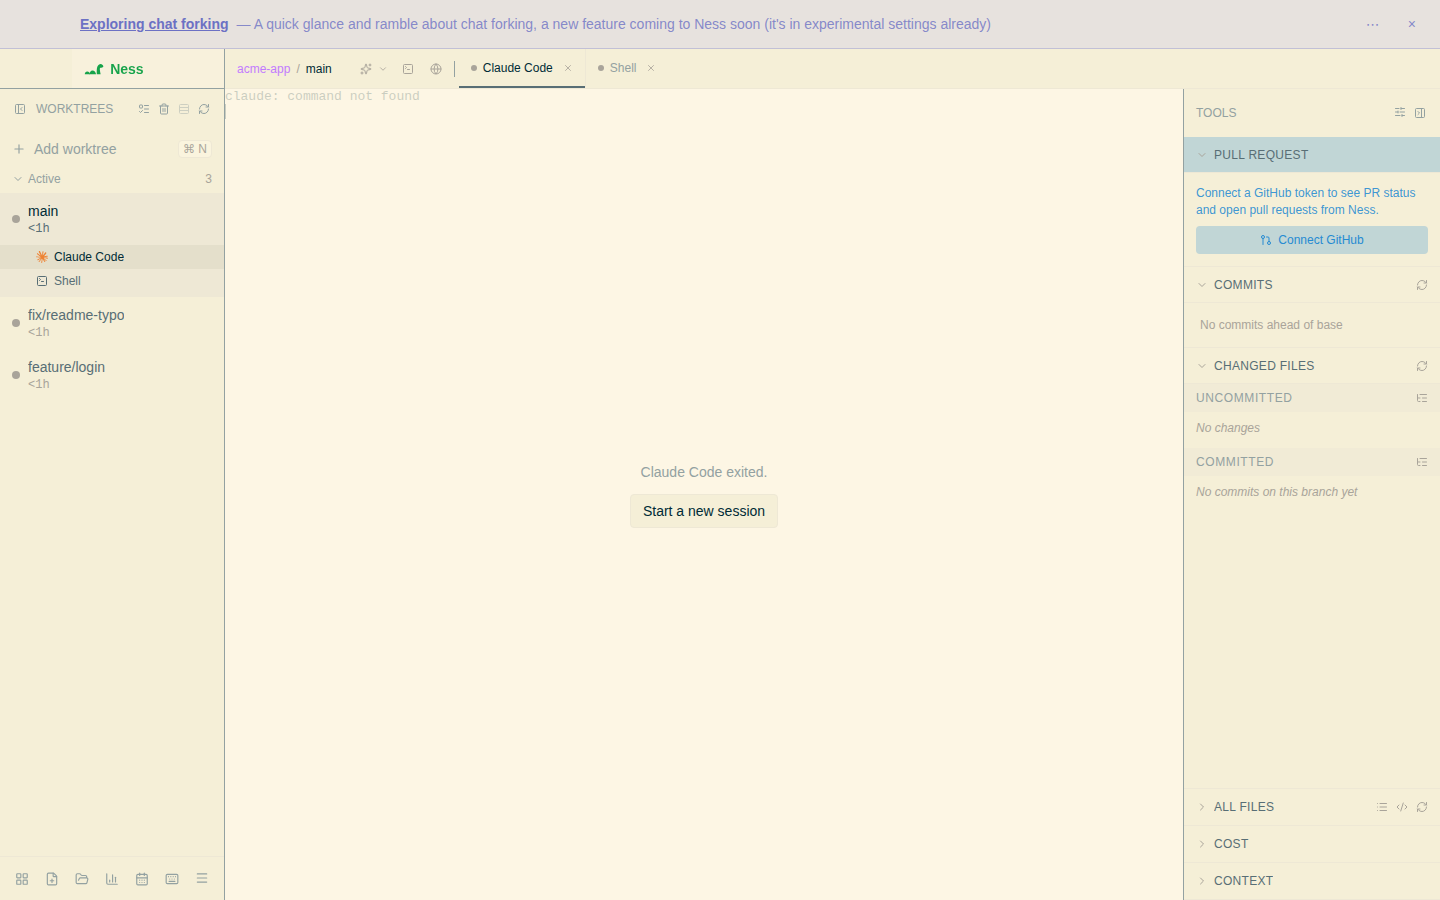 Exploring chat forking — A quick glance and ramble about chat forking, a new feature coming to Ness soon (it's in experimental settings already)
Ness
acme-app / main
Claude Code
Shell
WORKTREES
Add worktree ⌘ N
Active 3
main
<1h
Claude Code
Shell
fix/readme-typo
<1h
feature/login
<1h
claude: command not found
Claude Code exited.
Start a new session
TOOLS
PULL REQUEST
Connect a GitHub token to see PR status
and open pull requests from Ness.
Connect GitHub
COMMITS
No commits ahead of base
CHANGED FILES
UNCOMMITTED
No changes
COMMITTED
No commits on this branch yet
ALL FILES
COST
CONTEXT